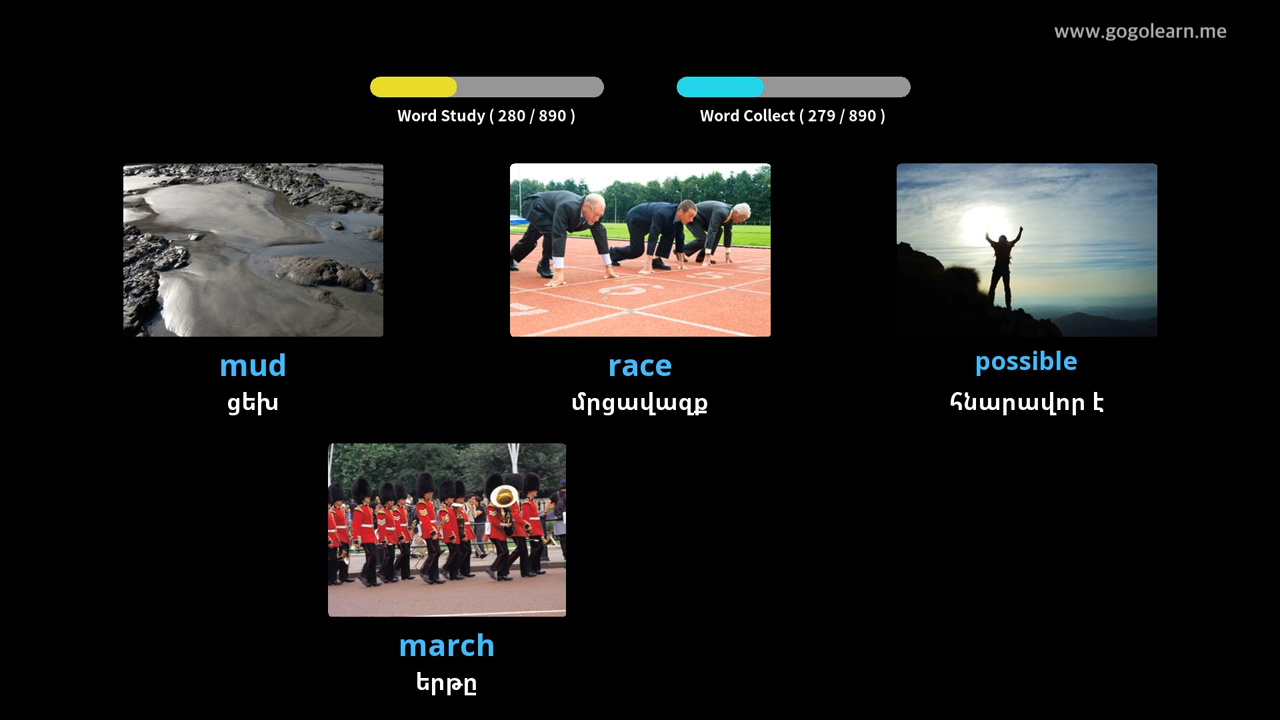 www.gogolearn.me
Word Study ( 280 / 890 )
Word Collect ( 279 / 890 )
mud
race
possible
ցեխ
մրցավազք
հնարավոր է
march
երթը